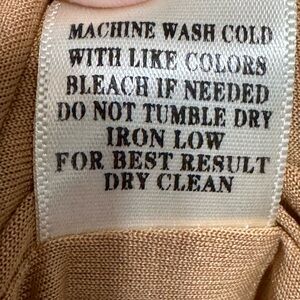 MACHINE WASH COLD
WITH LIKE COLORS
BLEACH IF NEEDED
DO NOT TUMBLE DRY
IRON LOW
FOR BEST RESULT
DRY CLEAN